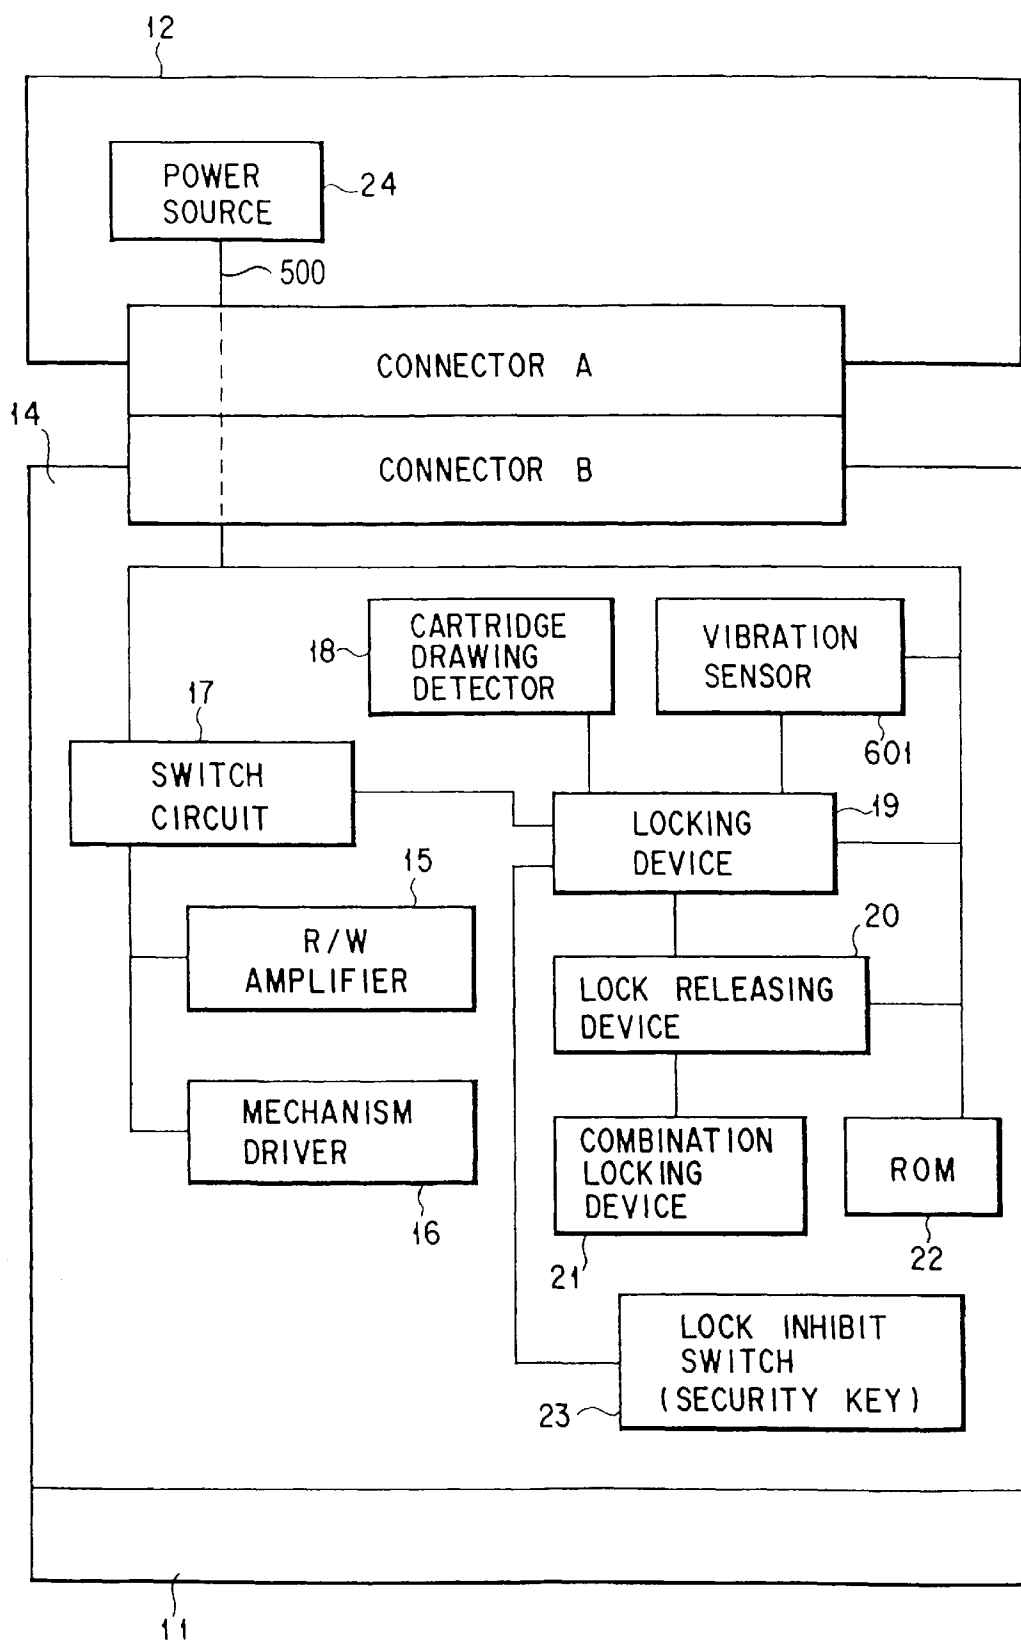 12
POWER
SOURCE
24
500
CONNECTOR A
14
CONNECTOR B
18
CARTRIDGE
DRAWING
DETECTOR
VIBRATION
SENSOR
601
17
SWITCH
CIRCUIT
LOCKING
DEVICE
19
15
R/W
AMPLIFIER
20
LOCK RELEASING
DEVICE
MECHANISM
DRIVER
16
COMBINATION
LOCKING
DEVICE
21
ROM
22
LOCK INHIBIT
SWITCH
(SECURITY KEY)
23
11